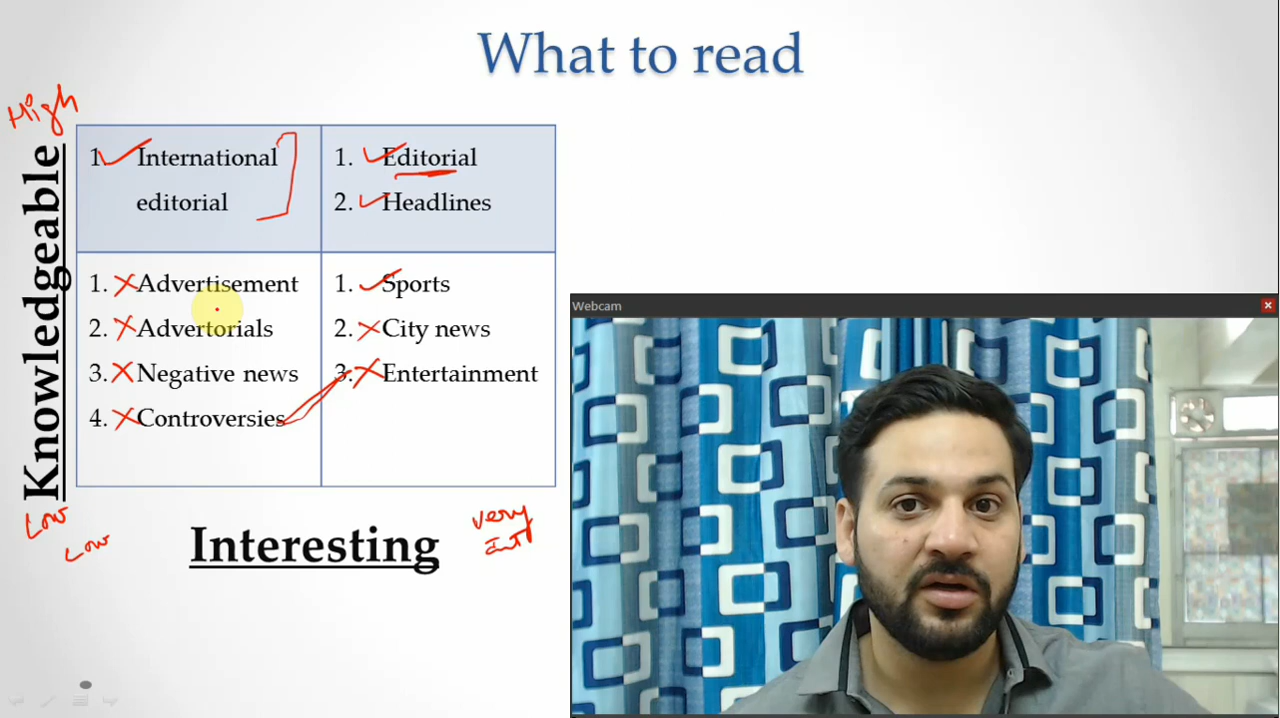 What to read
High
Knowledgeable
1. International
editorial
1. Editorial
2. Headlines
1. Advertisement
2. Advertorials
3. Negative news
4. Controversies
1. Sports
2. City news
3. Entertainment
Low
Low
Interesting
Very
Int
Webcam